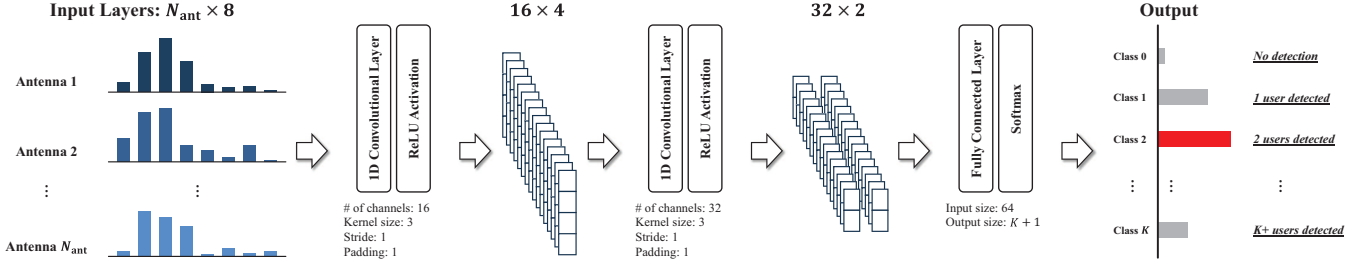 Input Layers: N_ant × 8
16 × 4
32 × 2
Output
Antenna 1
Antenna 2
⋮ ⋮
Antenna N_ant
1D Convolutional Layer
ReLU Activation
# of channels: 16
Kernel size: 3
Stride: 1
Padding: 1
1D Convolutional Layer
ReLU Activation
# of channels: 32
Kernel size: 3
Stride: 1
Padding: 1
Fully Connected Layer
Softmax
Input size: 64
Output size: K + 1
Class 0 No detection
Class 1 1 user detected
Class 2 2 users detected
⋮ ⋮ ⋮
Class K K+ users detected